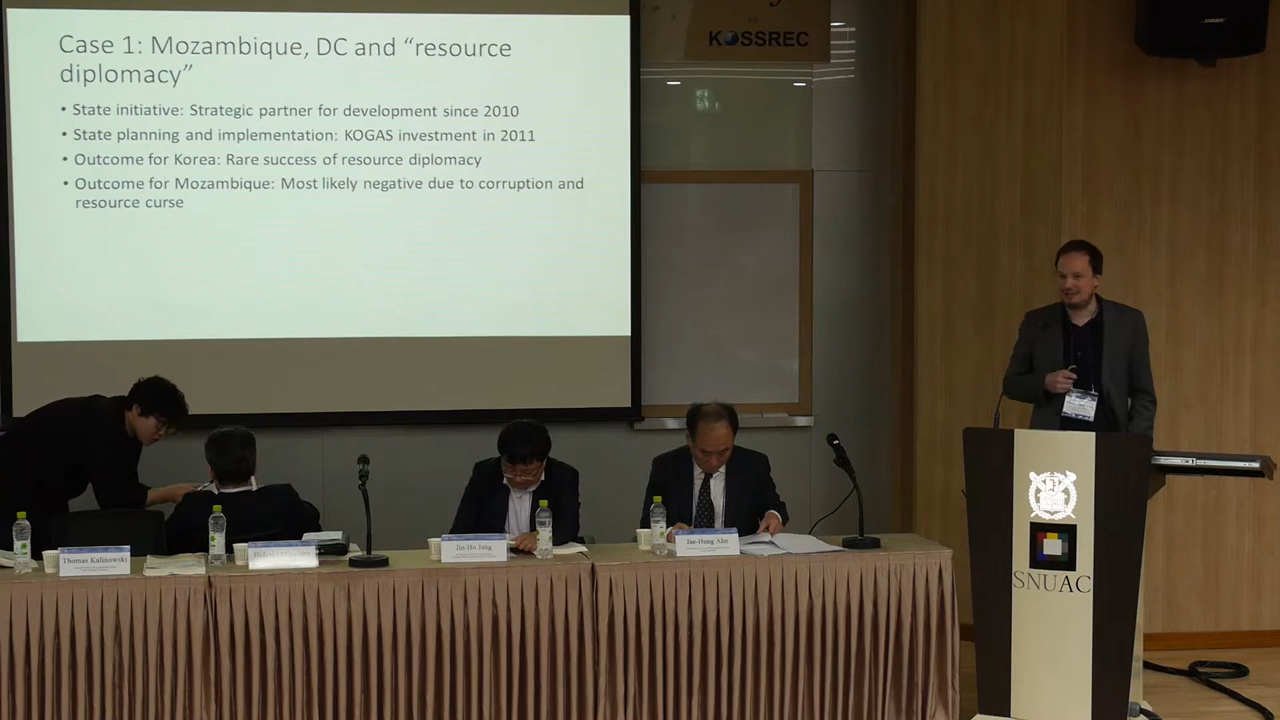 Case 1: Mozambique, DC and “resource
diplomacy”
• State initiative: Strategic partner for development since 2010
• State planning and implementation: KOGAS investment in 2011
• Outcome for Korea: Rare success of resource diplomacy
• Outcome for Mozambique: Most likely negative due to corruption and
resource curse
KOSSREC
BOSE
Thomas Kalinowski
Jin-Ho Jang
Jae-Hung Ahn
SNUAC